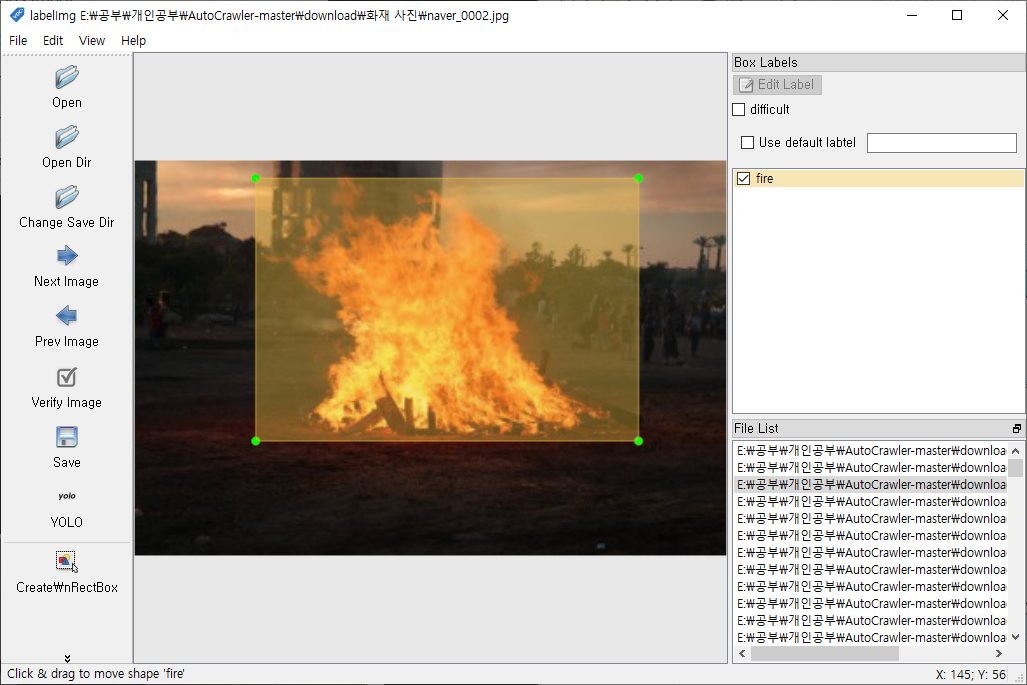 labelImg E:₩공부₩개인공부₩AutoCrawler-master₩download₩화재 사진₩naver_0002.jpg
File Edit View Help
Open
Open Dir
Change Save Dir
Next Image
Prev Image
Verify Image
Save
yolo
YOLO
Create₩nRectBox
Box Labels
Edit Label
difficult
Use default labtel
fire
File List
E:₩공부₩개인공부₩AutoCrawler-master₩downloa
E:₩공부₩개인공부₩AutoCrawler-master₩downloa
E:₩공부₩개인공부₩AutoCrawler-master₩downloa
E:₩공부₩개인공부₩AutoCrawler-master₩downloa
E:₩공부₩개인공부₩AutoCrawler-master₩downloa
E:₩공부₩개인공부₩AutoCrawler-master₩downloa
E:₩공부₩개인공부₩AutoCrawler-master₩downloa
E:₩공부₩개인공부₩AutoCrawler-master₩downloa
E:₩공부₩개인공부₩AutoCrawler-master₩downloa
E:₩공부₩개인공부₩AutoCrawler-master₩downloa
E:₩공부₩개인공부₩AutoCrawler-master₩downloa
E:₩공부₩개인공부₩AutoCrawler-master₩downloa
Click & drag to move shape 'fire'
X: 145; Y: 56